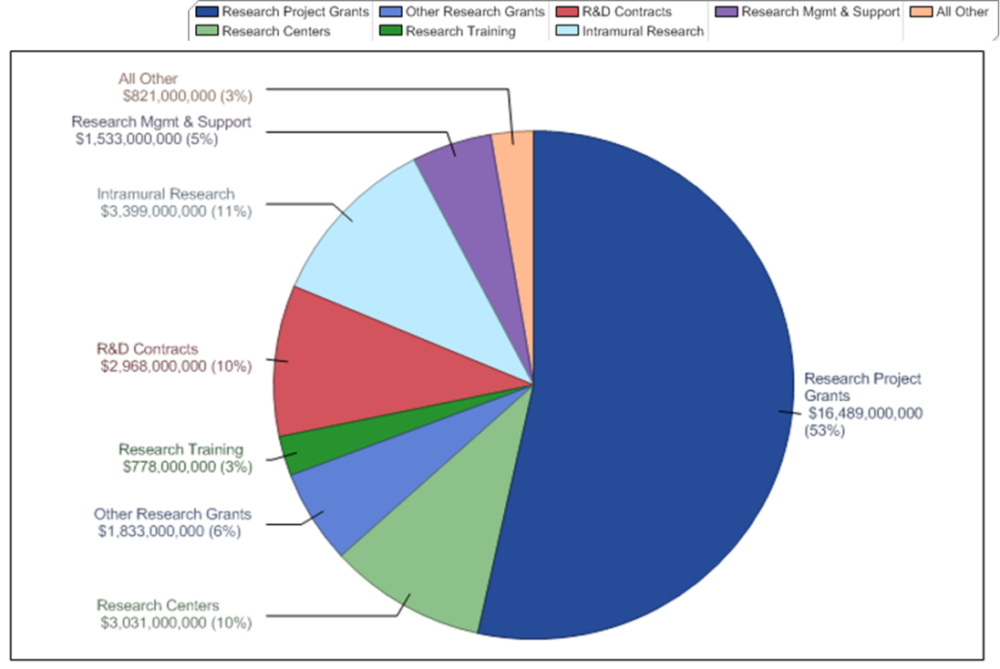 Research Project Grants
Other Research Grants
R&D Contracts
Research Mgmt & Support
All Other
Research Centers
Research Training
Intramural Research
All Other
$821,000,000 (3%)
Research Mgmt & Support
$1,533,000,000 (5%)
Intramural Research
$3,399,000,000 (11%)
R&D Contracts
$2,968,000,000 (10%)
Research Project
Grants
$16,489,000,000
(53%)
Research Training
$778,000,000 (3%)
Other Research Grants
$1,833,000,000 (6%)
Research Centers
$3,031,000,000 (10%)